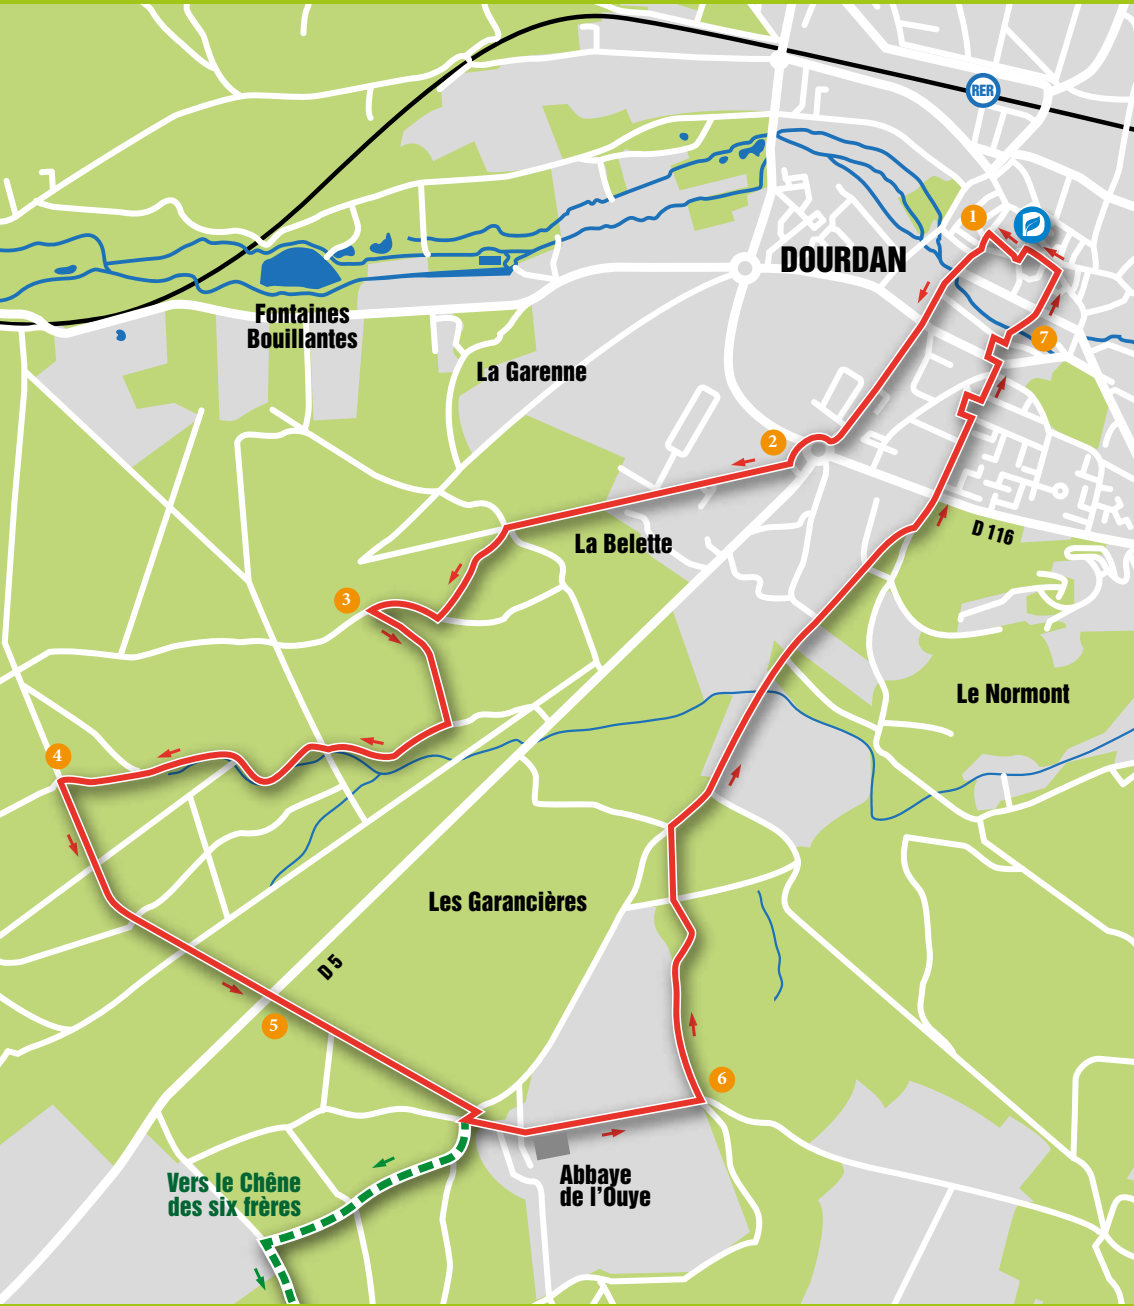 RER
1
DOURDAN
Fontaines
Bouillantes
7
La Garenne
2
D 116
La Belette
3
Le Normont
4
Les Garancières
D 5
5
6
Abbaye
de l'Ouye
Vers le Chêne
des six frères